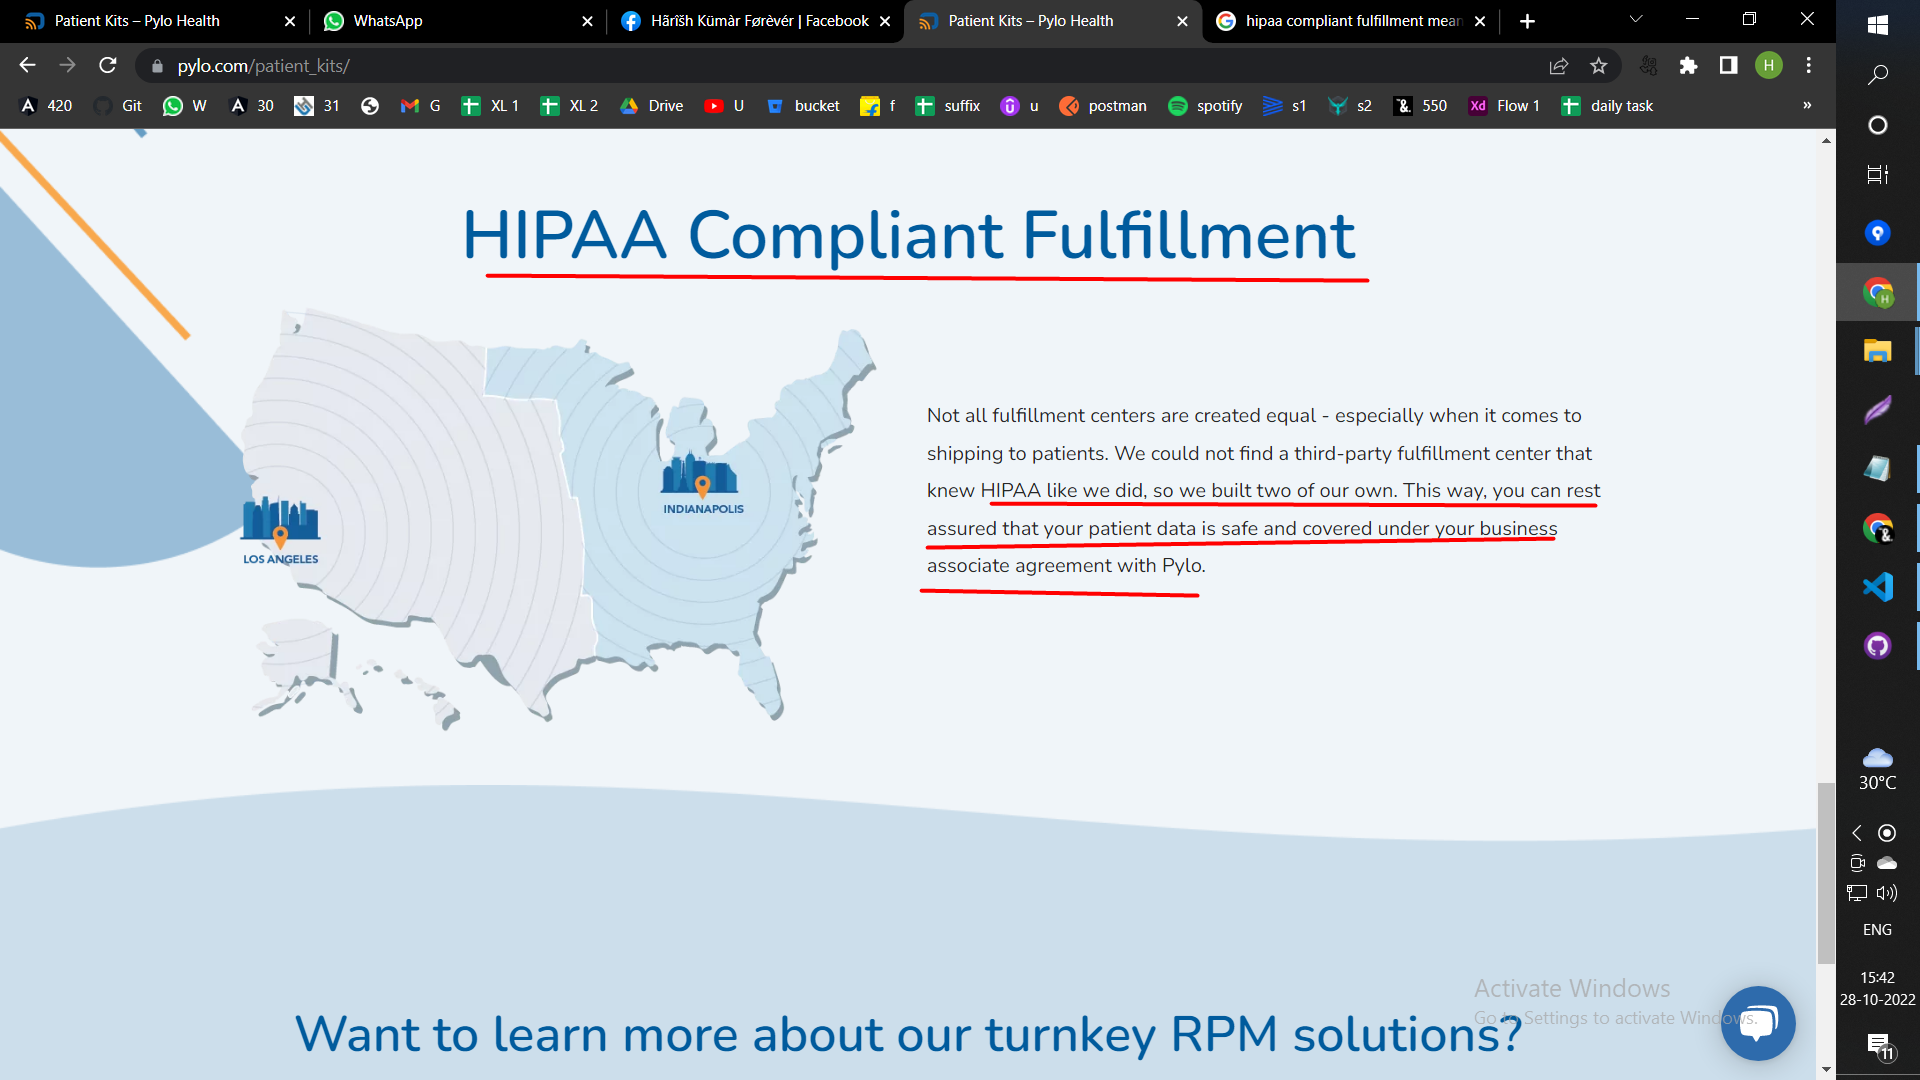 Patient Kits – Pylo Health
WhatsApp
Hãrîšh Kümàr Førèvér | Facebook
Patient Kits – Pylo Health
hipaa compliant fulfillment mean
pylo.com/patient_kits/
H
420
Git
W
30
31
G
XL 1
XL 2
Drive
U
bucket
f
suffix
u
postman
spotify
s1
s2
550
Flow 1
daily task
»
HIPAA Compliant Fulfillment
INDIANAPOLIS
LOS ANGELES
Not all fulfillment centers are created equal - especially when it comes to
shipping to patients. We could not find a third-party fulfillment center that
knew HIPAA like we did, so we built two of our own. This way, you can rest
assured that your patient data is safe and covered under your business
associate agreement with Pylo.
Want to learn more about our turnkey RPM solutions?
Activate Windows
Go to Settings to activate Windows.
30°C
ENG
15:42
28-10-2022
11